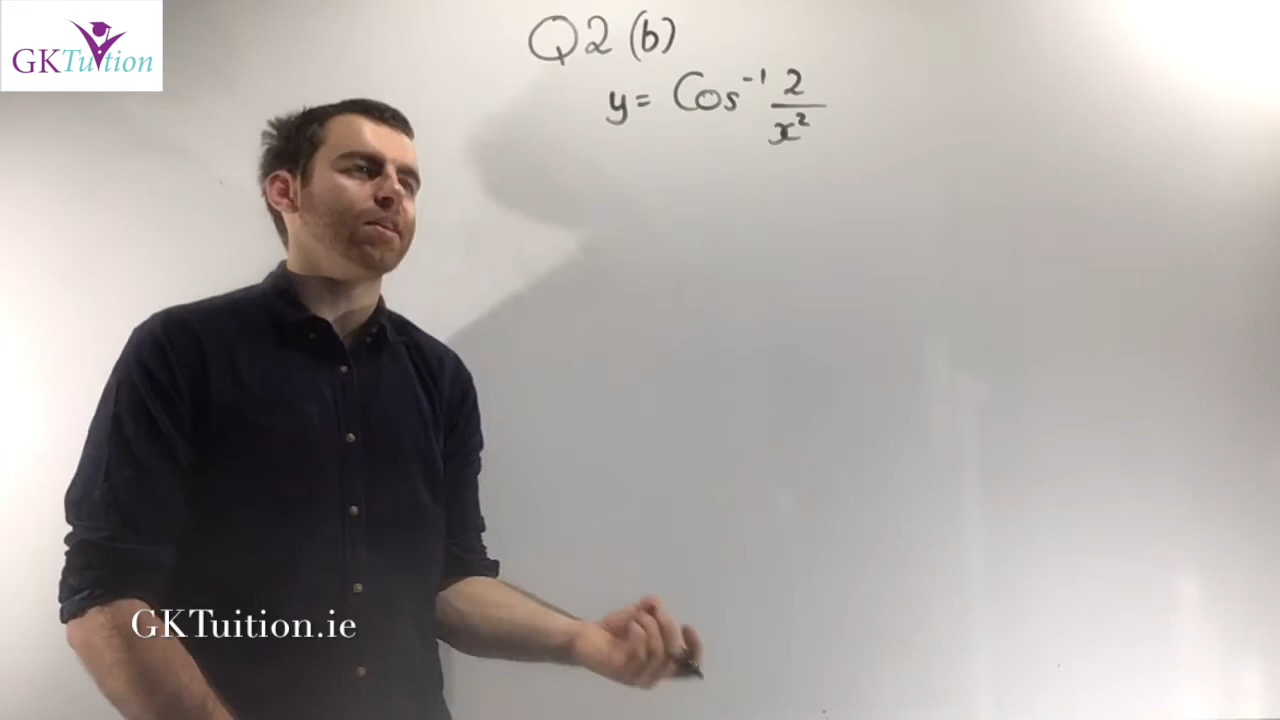 GKTuition
Q2 (b)
y = Cos⁻¹ 2/x²
GKTuition.ie